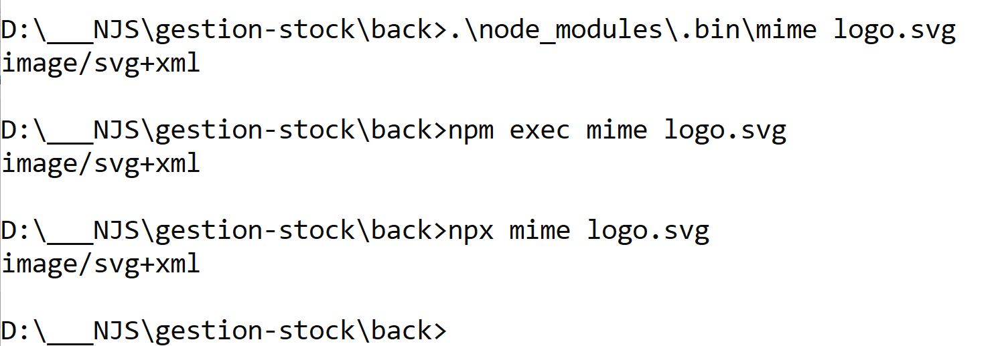 D:\___NJS\gestion-stock\back>.\node_modules\.bin\mime logo.svg
image/svg+xml
D:\___NJS\gestion-stock\back>npm exec mime logo.svg
image/svg+xml
D:\___NJS\gestion-stock\back>npx mime logo.svg
image/svg+xml
D:\___NJS\gestion-stock\back>